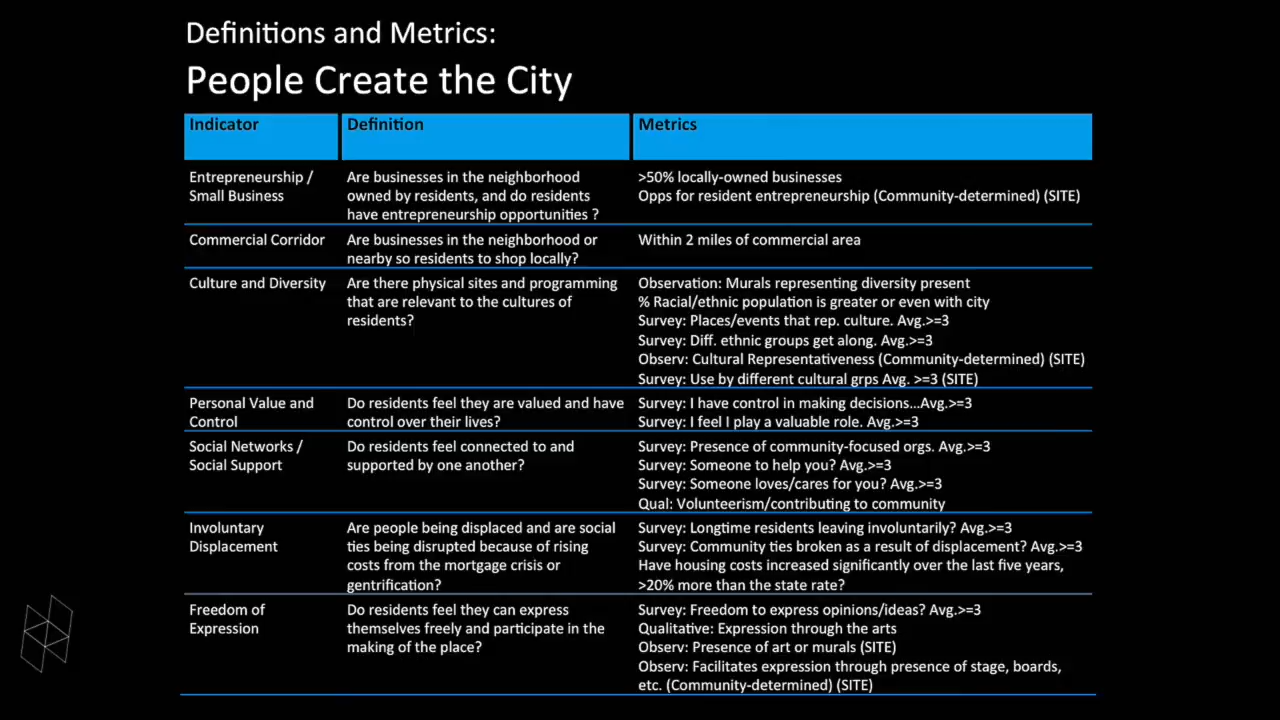 Definitions and Metrics:
People Create the City
Indicator
Definition
Metrics
Entrepreneurship /
Small Business
Are businesses in the neighborhood
owned by residents, and do residents
have entrepreneurship opportunities ?
>50% locally-owned businesses
Opps for resident entrepreneurship (Community-determined) (SITE)
Commercial Corridor
Are businesses in the neighborhood or
nearby so residents to shop locally?
Within 2 miles of commercial area
Culture and Diversity
Are there physical sites and programming
that are relevant to the cultures of
residents?
Observation: Murals representing diversity present
% Racial/ethnic population is greater or even with city
Survey: Places/events that rep. culture. Avg.>=3
Survey: Diff. ethnic groups get along. Avg.>=3
Observ: Cultural Representativeness (Community-determined) (SITE)
Survey: Use by different cultural grps Avg. >=3 (SITE)
Personal Value and
Control
Do residents feel they are valued and have
control over their lives?
Survey: I have control in making decisions...Avg.>=3
Survey: I feel I play a valuable role. Avg.>=3
Social Networks /
Social Support
Do residents feel connected to and
supported by one another?
Survey: Presence of community-focused orgs. Avg.>=3
Survey: Someone to help you? Avg.>=3
Survey: Someone loves/cares for you? Avg.>=3
Qual: Volunteerism/contributing to community
Involuntary
Displacement
Are people being displaced and are social
ties being disrupted because of rising
costs from the mortgage crisis or
gentrification?
Survey: Longtime residents leaving involuntarily? Avg.>=3
Survey: Community ties broken as a result of displacement? Avg.>=3
Have housing costs increased significantly over the last five years,
>20% more than the state rate?
Freedom of
Expression
Do residents feel they can express
themselves freely and participate in the
making of the place?
Survey: Freedom to express opinions/ideas? Avg.>=3
Qualitative: Expression through the arts
Observ: Presence of art or murals (SITE)
Observ: Facilitates expression through presence of stage, boards,
etc. (Community-determined) (SITE)